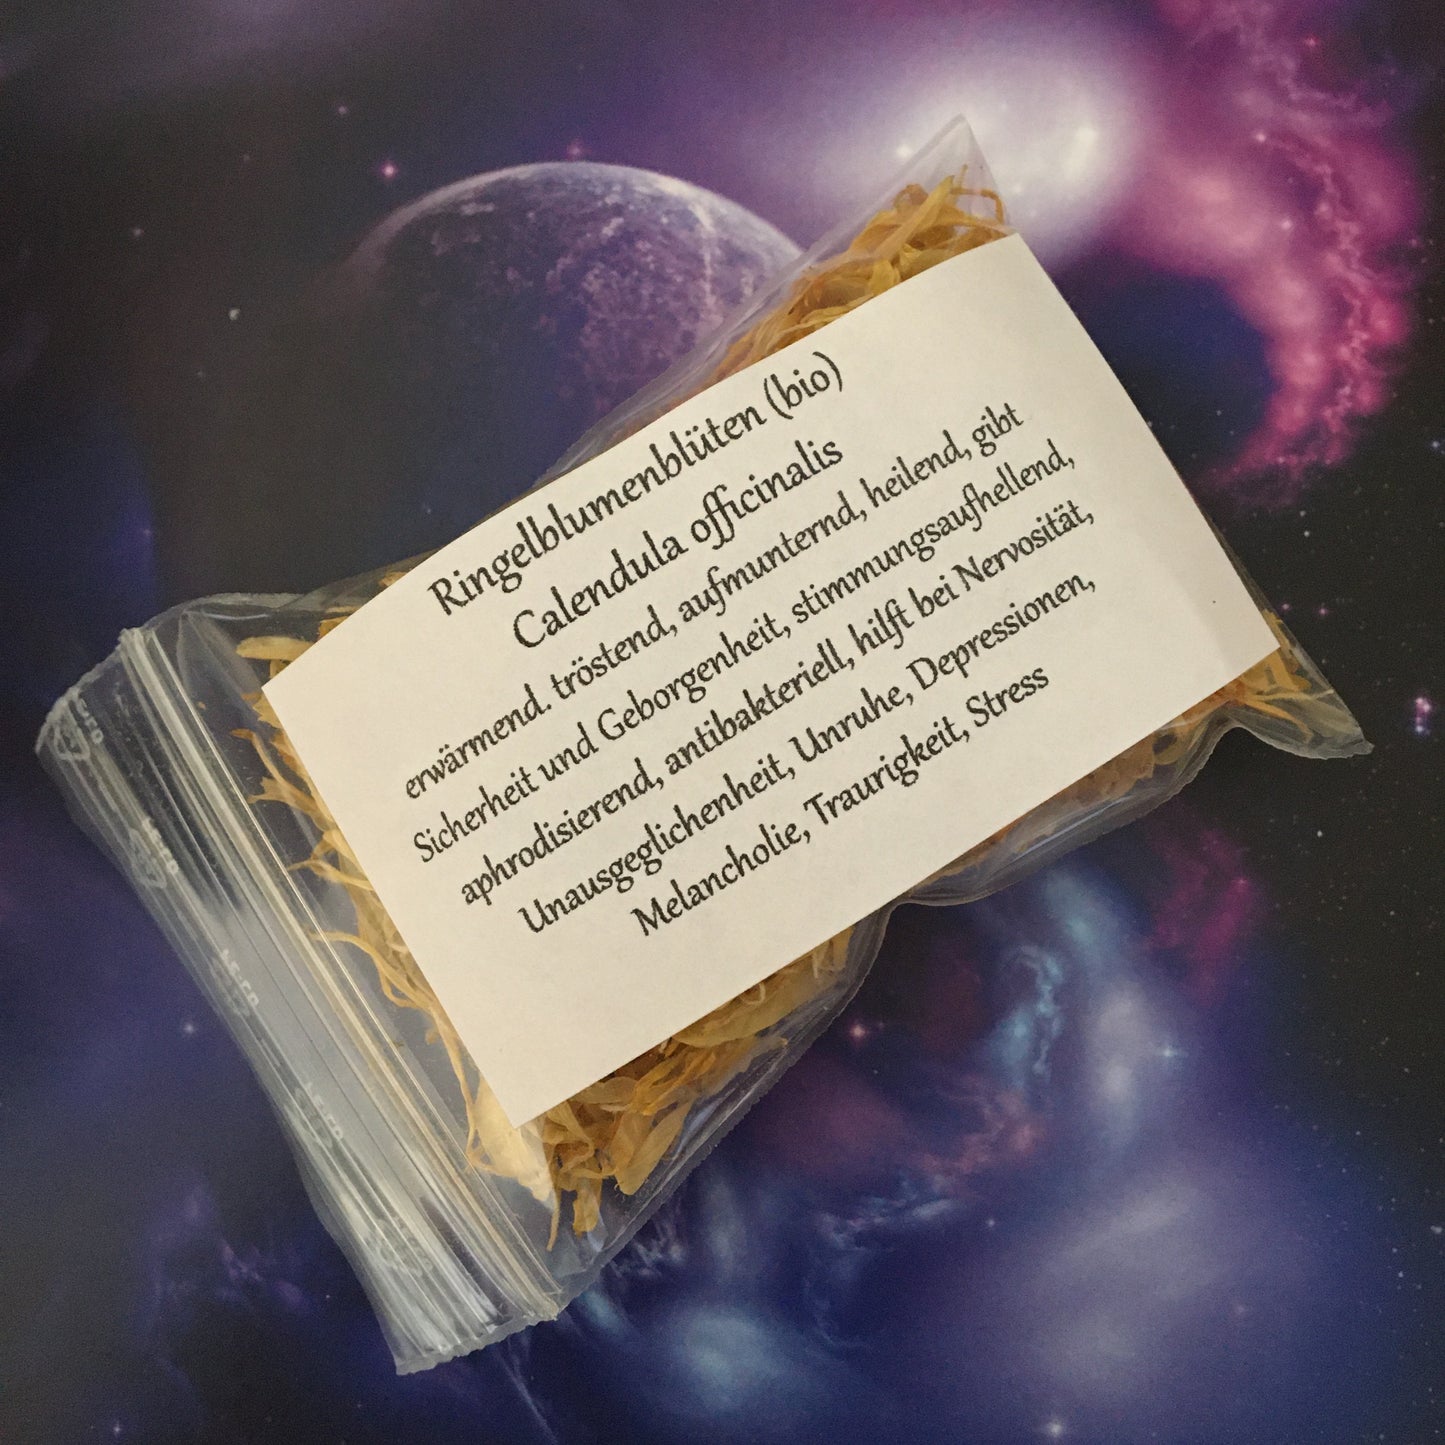 Ringelblumenblüten (bio)
Calendula officinalis
erwärmend. tröstend, aufmunternd, heilend, gibt
Sicherheit und Geborgenheit, stimmungsaufhellend,
aphrodisierend, antibakteriell, hilft bei Nervosität,
Unausgeglichenheit, Unruhe, Depressionen,
Melancholie, Traurigkeit, Stress